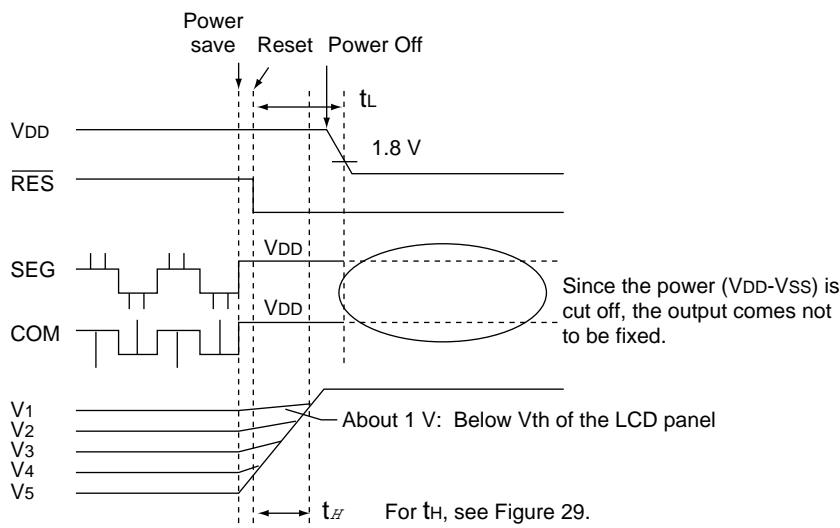 Power
save
Reset
Power Off
tL
VDD
1.8 V
RES
VDD
SEG
Since the power (VDD-VSS) is
cut off, the output comes not
to be fixed.
VDD
COM
V1
About 1 V: Below Vth of the LCD panel
V2
V3
V4
V5
tH
For tH, see Figure 29.